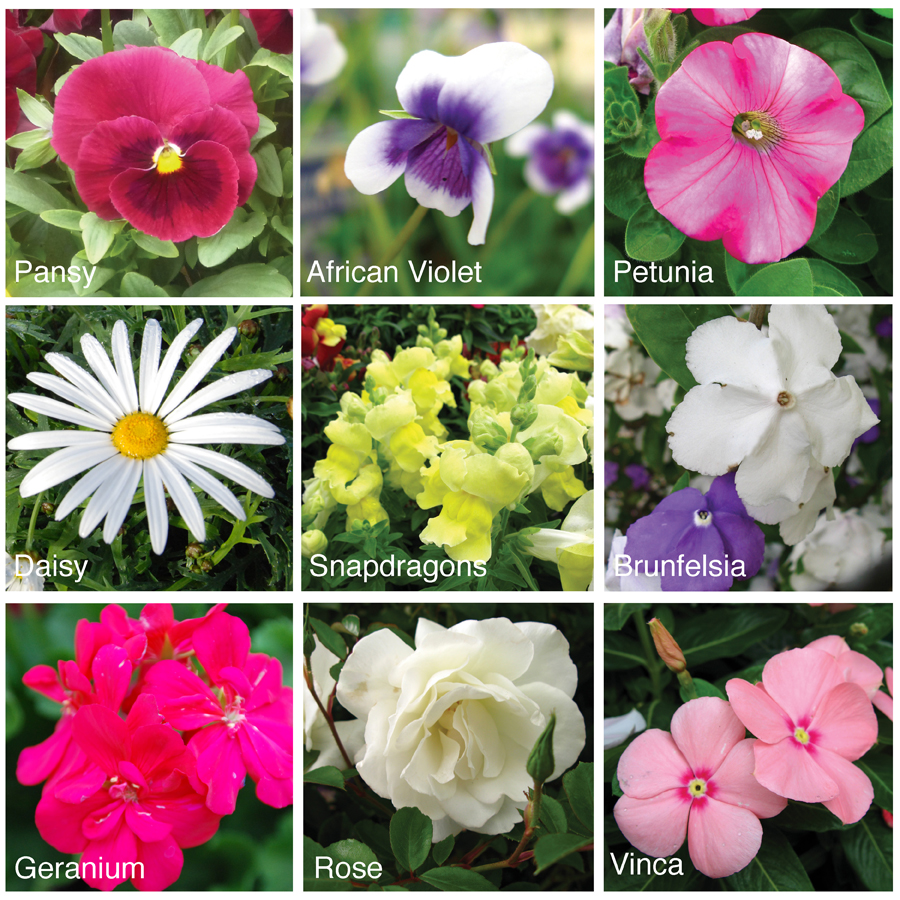 Pansy
African Violet
Petunia
Daisy
Snapdragons
Brunfelsia
Geranium
Rose
Vinca